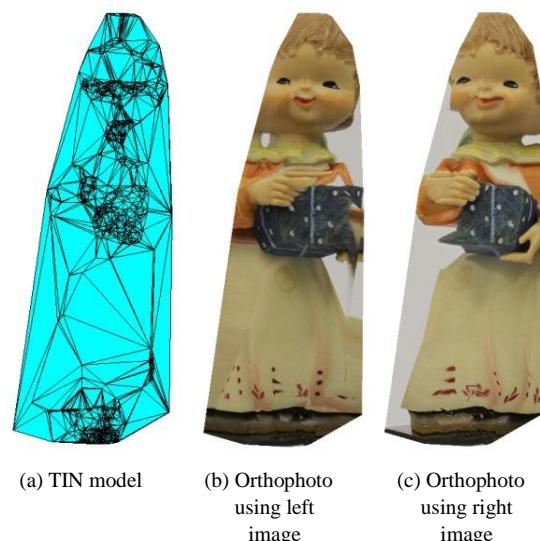 (a) TIN model
(b) Orthophoto
using left
image
(c) Orthophoto
using right
image